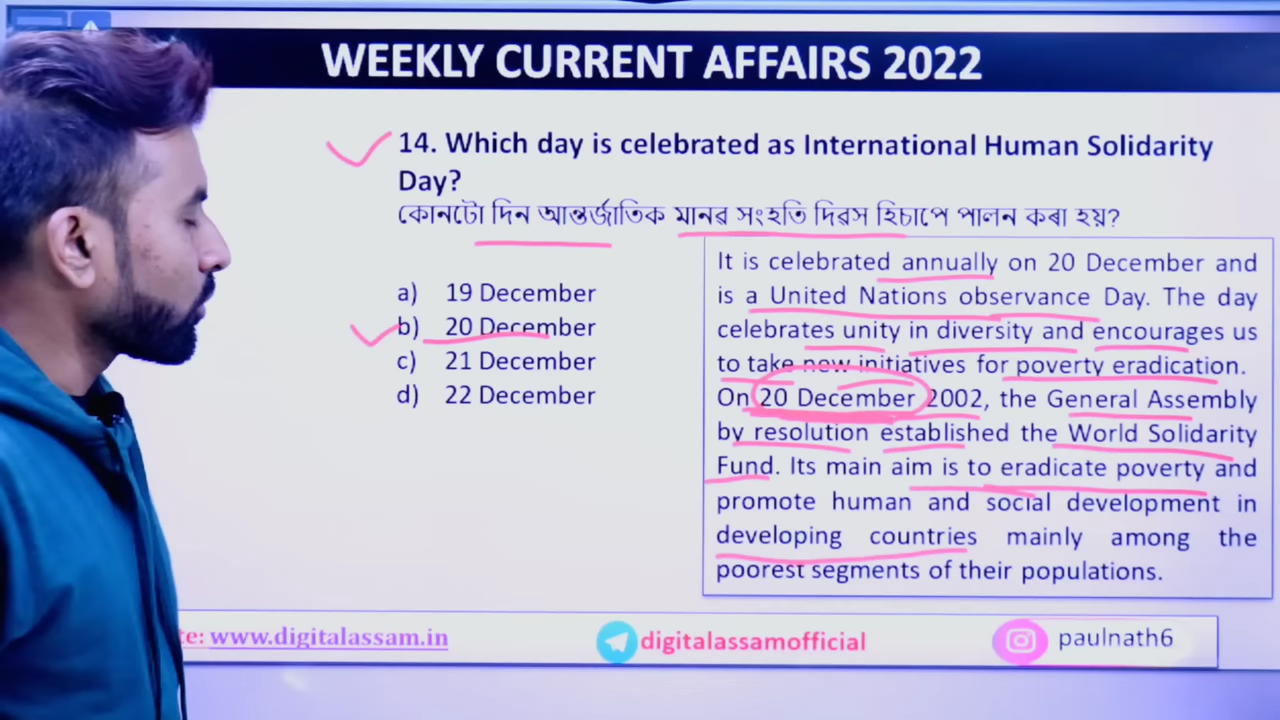 WEEKLY CURRENT AFFAIRS 2022
14. Which day is celebrated as International Human Solidarity
Day?
কোনটো দিন আন্তৰ্জাতিক মানৱ সংহতি দিৱস হিচাপে পালন কৰা হয়?
a) 19 December
b) 20 December
c) 21 December
d) 22 December
It is celebrated annually on 20 December and
is a United Nations observance Day. The day
celebrates unity in diversity and encourages us
to take new initiatives for poverty eradication.
On 20 December 2002, the General Assembly
by resolution established the World Solidarity
Fund. Its main aim is to eradicate poverty and
promote human and social development in
developing countries mainly among the
poorest segments of their populations.
te: www.digitalassam.in
digitalassamofficial
paulnath6